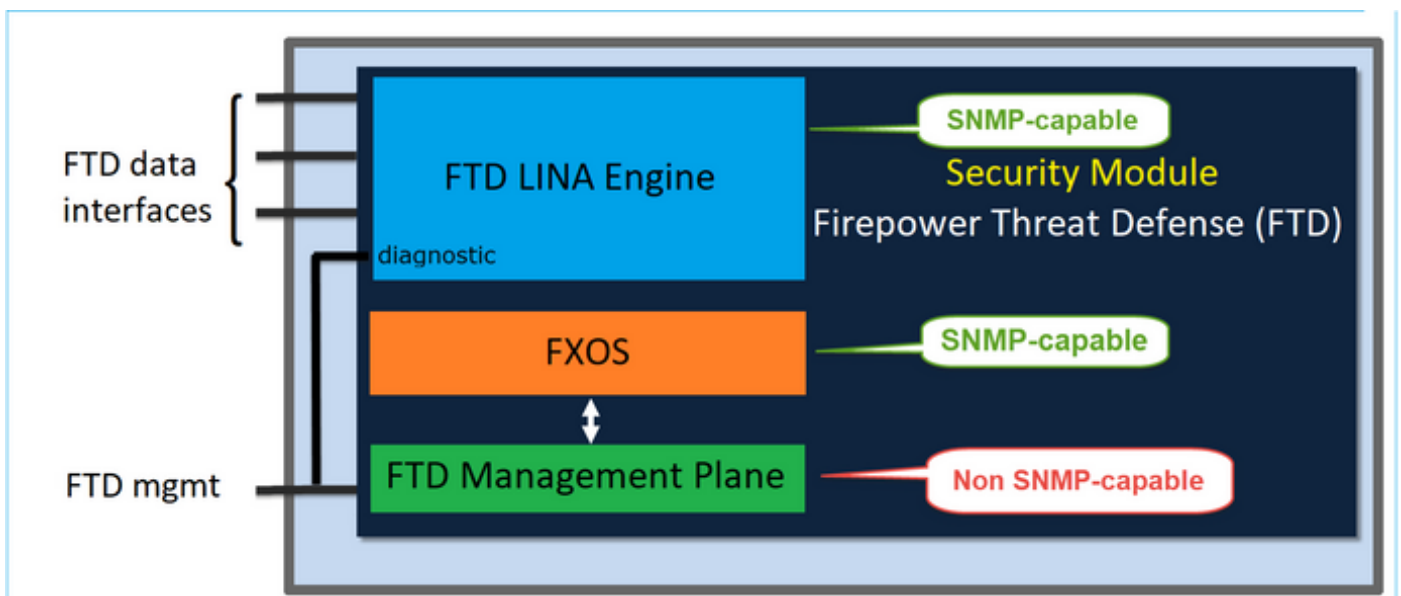 FTD data
interfaces
FTD LINA Engine
diagnostic
SNMP-capable
Security Module
Firepower Threat Defense (FTD)
FXOS
SNMP-capable
FTD mgmt
FTD Management Plane
Non SNMP-capable